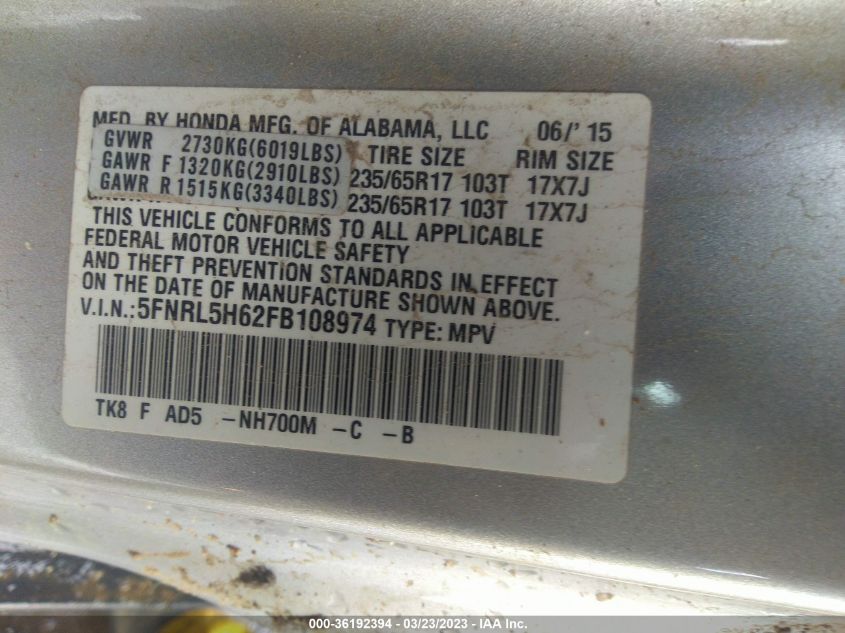 MFD. BY HONDA MFG. OF ALABAMA, LLC 06/' 15
GVWR 2730KG(6019LBS) TIRE SIZE RIM SIZE
GAWR F 1320KG(2910LBS) 235/65R17 103T 17X7J
GAWR R 1515KG(3340LBS) 235/65R17 103T 17X7J
THIS VEHICLE CONFORMS TO ALL APPLICABLE
FEDERAL MOTOR VEHICLE SAFETY
AND THEFT PREVENTION STANDARDS IN EFFECT
ON THE DATE OF MANUFACTURE SHOWN ABOVE.
V.I.N.:5FNRL5H62FB108974 TYPE: MPV
TK8 F AD5 -NH700M -C -B
000-36192394 - 03/23/2023 - IAA Inc.